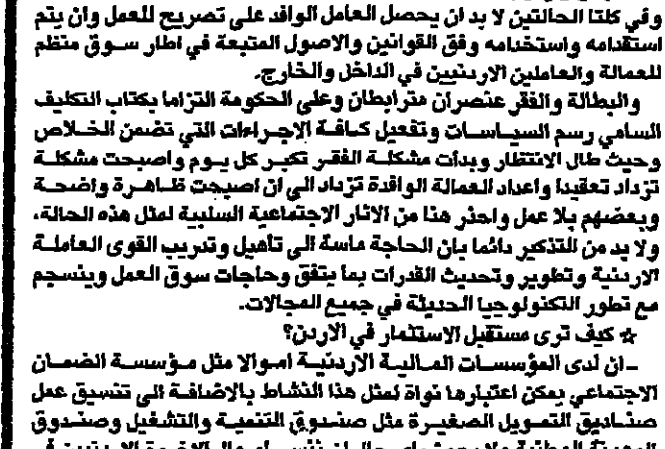 وفي كلتا الحالتين لا بد ان يحصل العامل الوافد على تصريح للعمل وان يتم
استقدامه واستخدامه وفق القوانين والاصول المتبعة في اطار سوق منظم
للعمالة والعاملين الاردنيين في الداخل والخارج.
والبطالة والفقر عنصران مترابطان وعلى الحكومة التزاما بكتاب التكليف
السامي رسم السياسات وتفعيل كافة الاجراءات التي تضمن الخلاص
وحيث طال الانتظار وبدأت مشكلة الفقر تكبر كل يوم واصبحت مشكلة
تزداد تعقيدا واعداد العمالة الوافدة تزداد الى ان اصبحت ظاهرة واضحة
وبعضهم بلا عمل واحذر هنا من الاثار الاجتماعية السلبية لمثل هذه الحالة،
ولا بد من التذكير دائما بان الحاجة ماسة الى تأهيل وتدريب القوى العاملة
الاردنية وتطوير وتحديث القدرات بما يتفق وحاجات سوق العمل وينسجم
مع تطور التكنولوجيا الحديثة في جميع المجالات.
☆ كيف ترى مستقبل الاستثمار في الاردن؟
ـ ان لدى المؤسسات المالية الاردنية اموالا مثل مؤسسة الضمان
الاجتماعي يمكن اعتبارها نواة لمثل هذا النشاط بالاضافة الى تنسيق عمل
صناديق التمويل الصغيرة مثل صندوق التنمية والتشغيل وصندوق